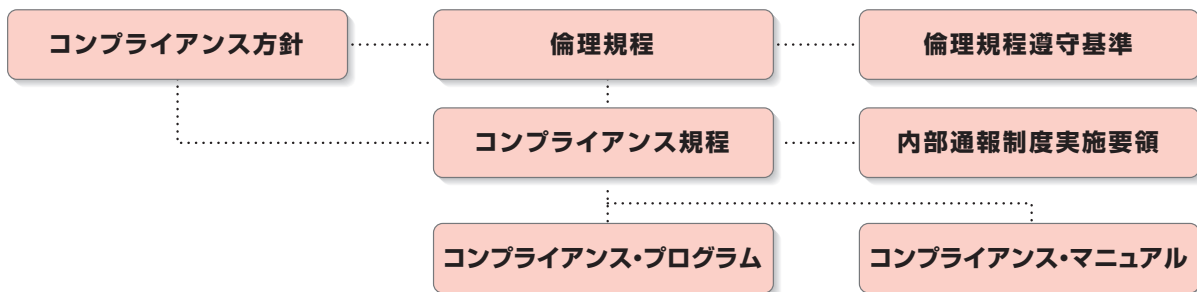 コンプライアンス方針
倫理規程
倫理規程遵守基準
コンプライアンス規程
内部通報制度実施要領
コンプライアンス・プログラム
コンプライアンス・マニュアル